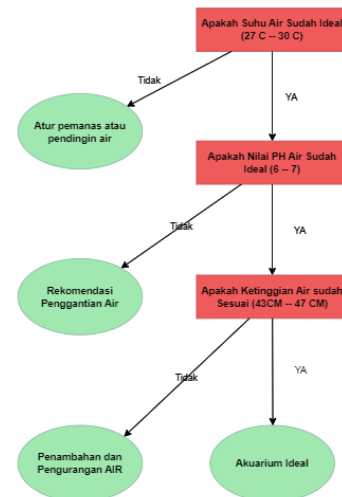 Apakah Suhu Air Sudah Ideal
(27 C -- 30 C)
Tidak
YA
Atur pemanas atau
pendingin air
Apakah Nilai PH Air Sudah
Ideal (6 -- 7)
Tidak
YA
Rekomendasi
Penggantian Air
Apakah Ketinggian Air sudah
Sesuai (43CM -- 47 CM)
Tidak
YA
Penambahan dan
Pengurangan AIR
Akuarium Ideal